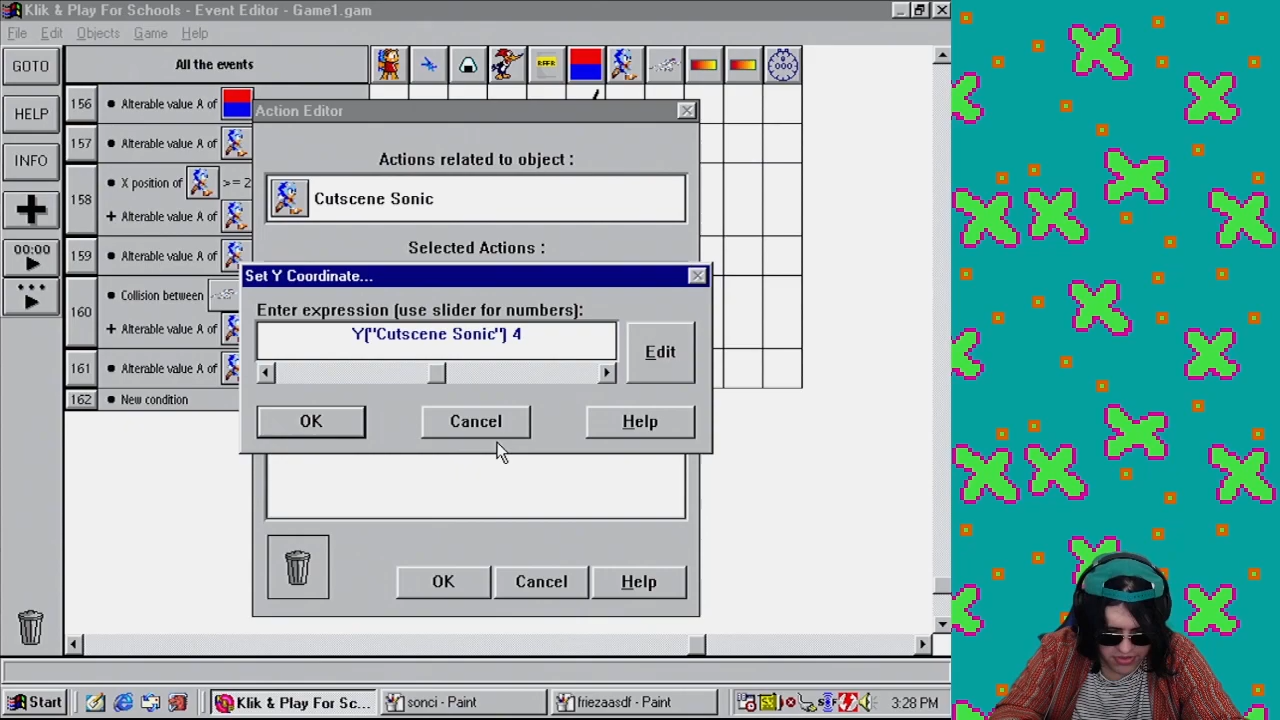 Klik & Play For Schools - Event Editor - Game1.gam
File Edit Objects Game Help
GOTO
All the events
HELP
INFO
00:00
000
156 • Alterable value A of
157 • Alterable value A of
158 • X position of >= 2
+ Alterable value A of
159 • Alterable value A of
160 • Collision between
+ Alterable value A of
161 • Alterable value A of
162 • New condition
Action Editor
Actions related to object :
Cutscene Sonic
Selected Actions :
Set Y Coordinate...
Enter expression (use slider for numbers):
Y("Cutscene Sonic") 4
Edit
OK Cancel Help
OK Cancel Help
Start Klik & Play For Sc... sonci - Paint friezaasdf - Paint 3:28 PM